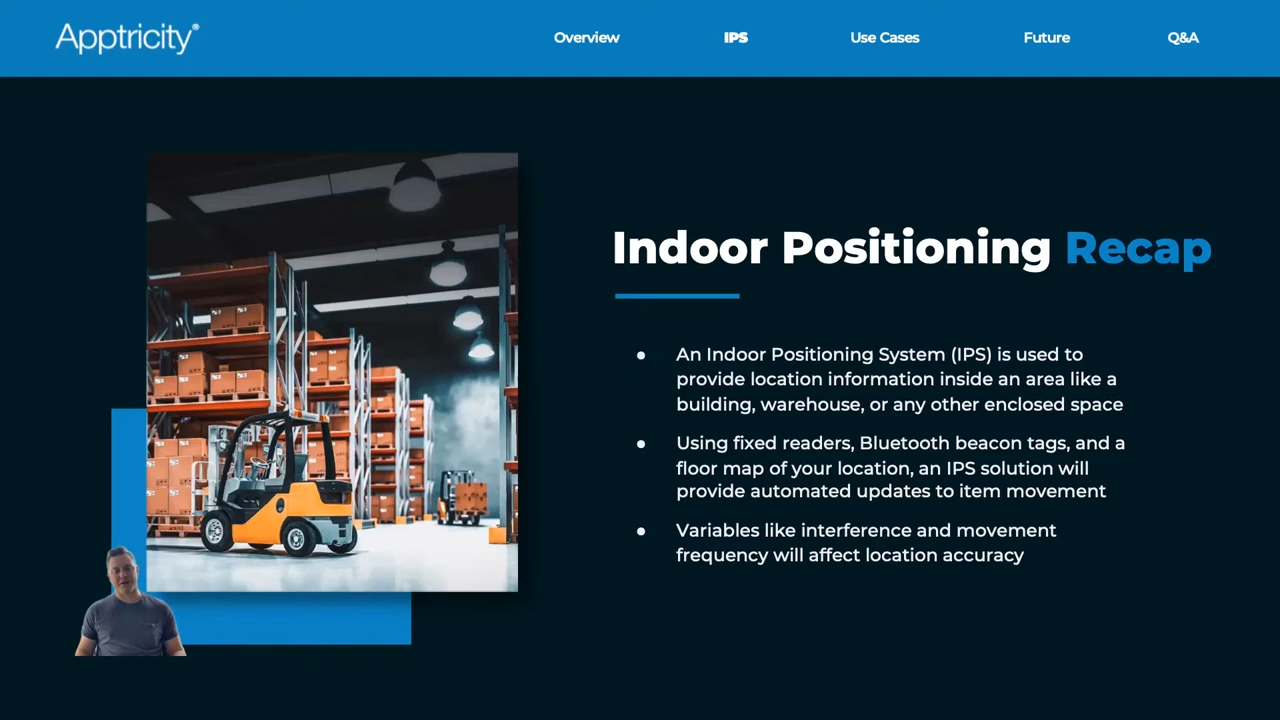 Apptricity®
Overview
IPS
Use Cases
Future
Q&A
Indoor Positioning Recap
• An Indoor Positioning System (IPS) is used to
provide location information inside an area like a
building, warehouse, or any other enclosed space
• Using fixed readers, Bluetooth beacon tags, and a
floor map of your location, an IPS solution will
provide automated updates to item movement
• Variables like interference and movement
frequency will affect location accuracy